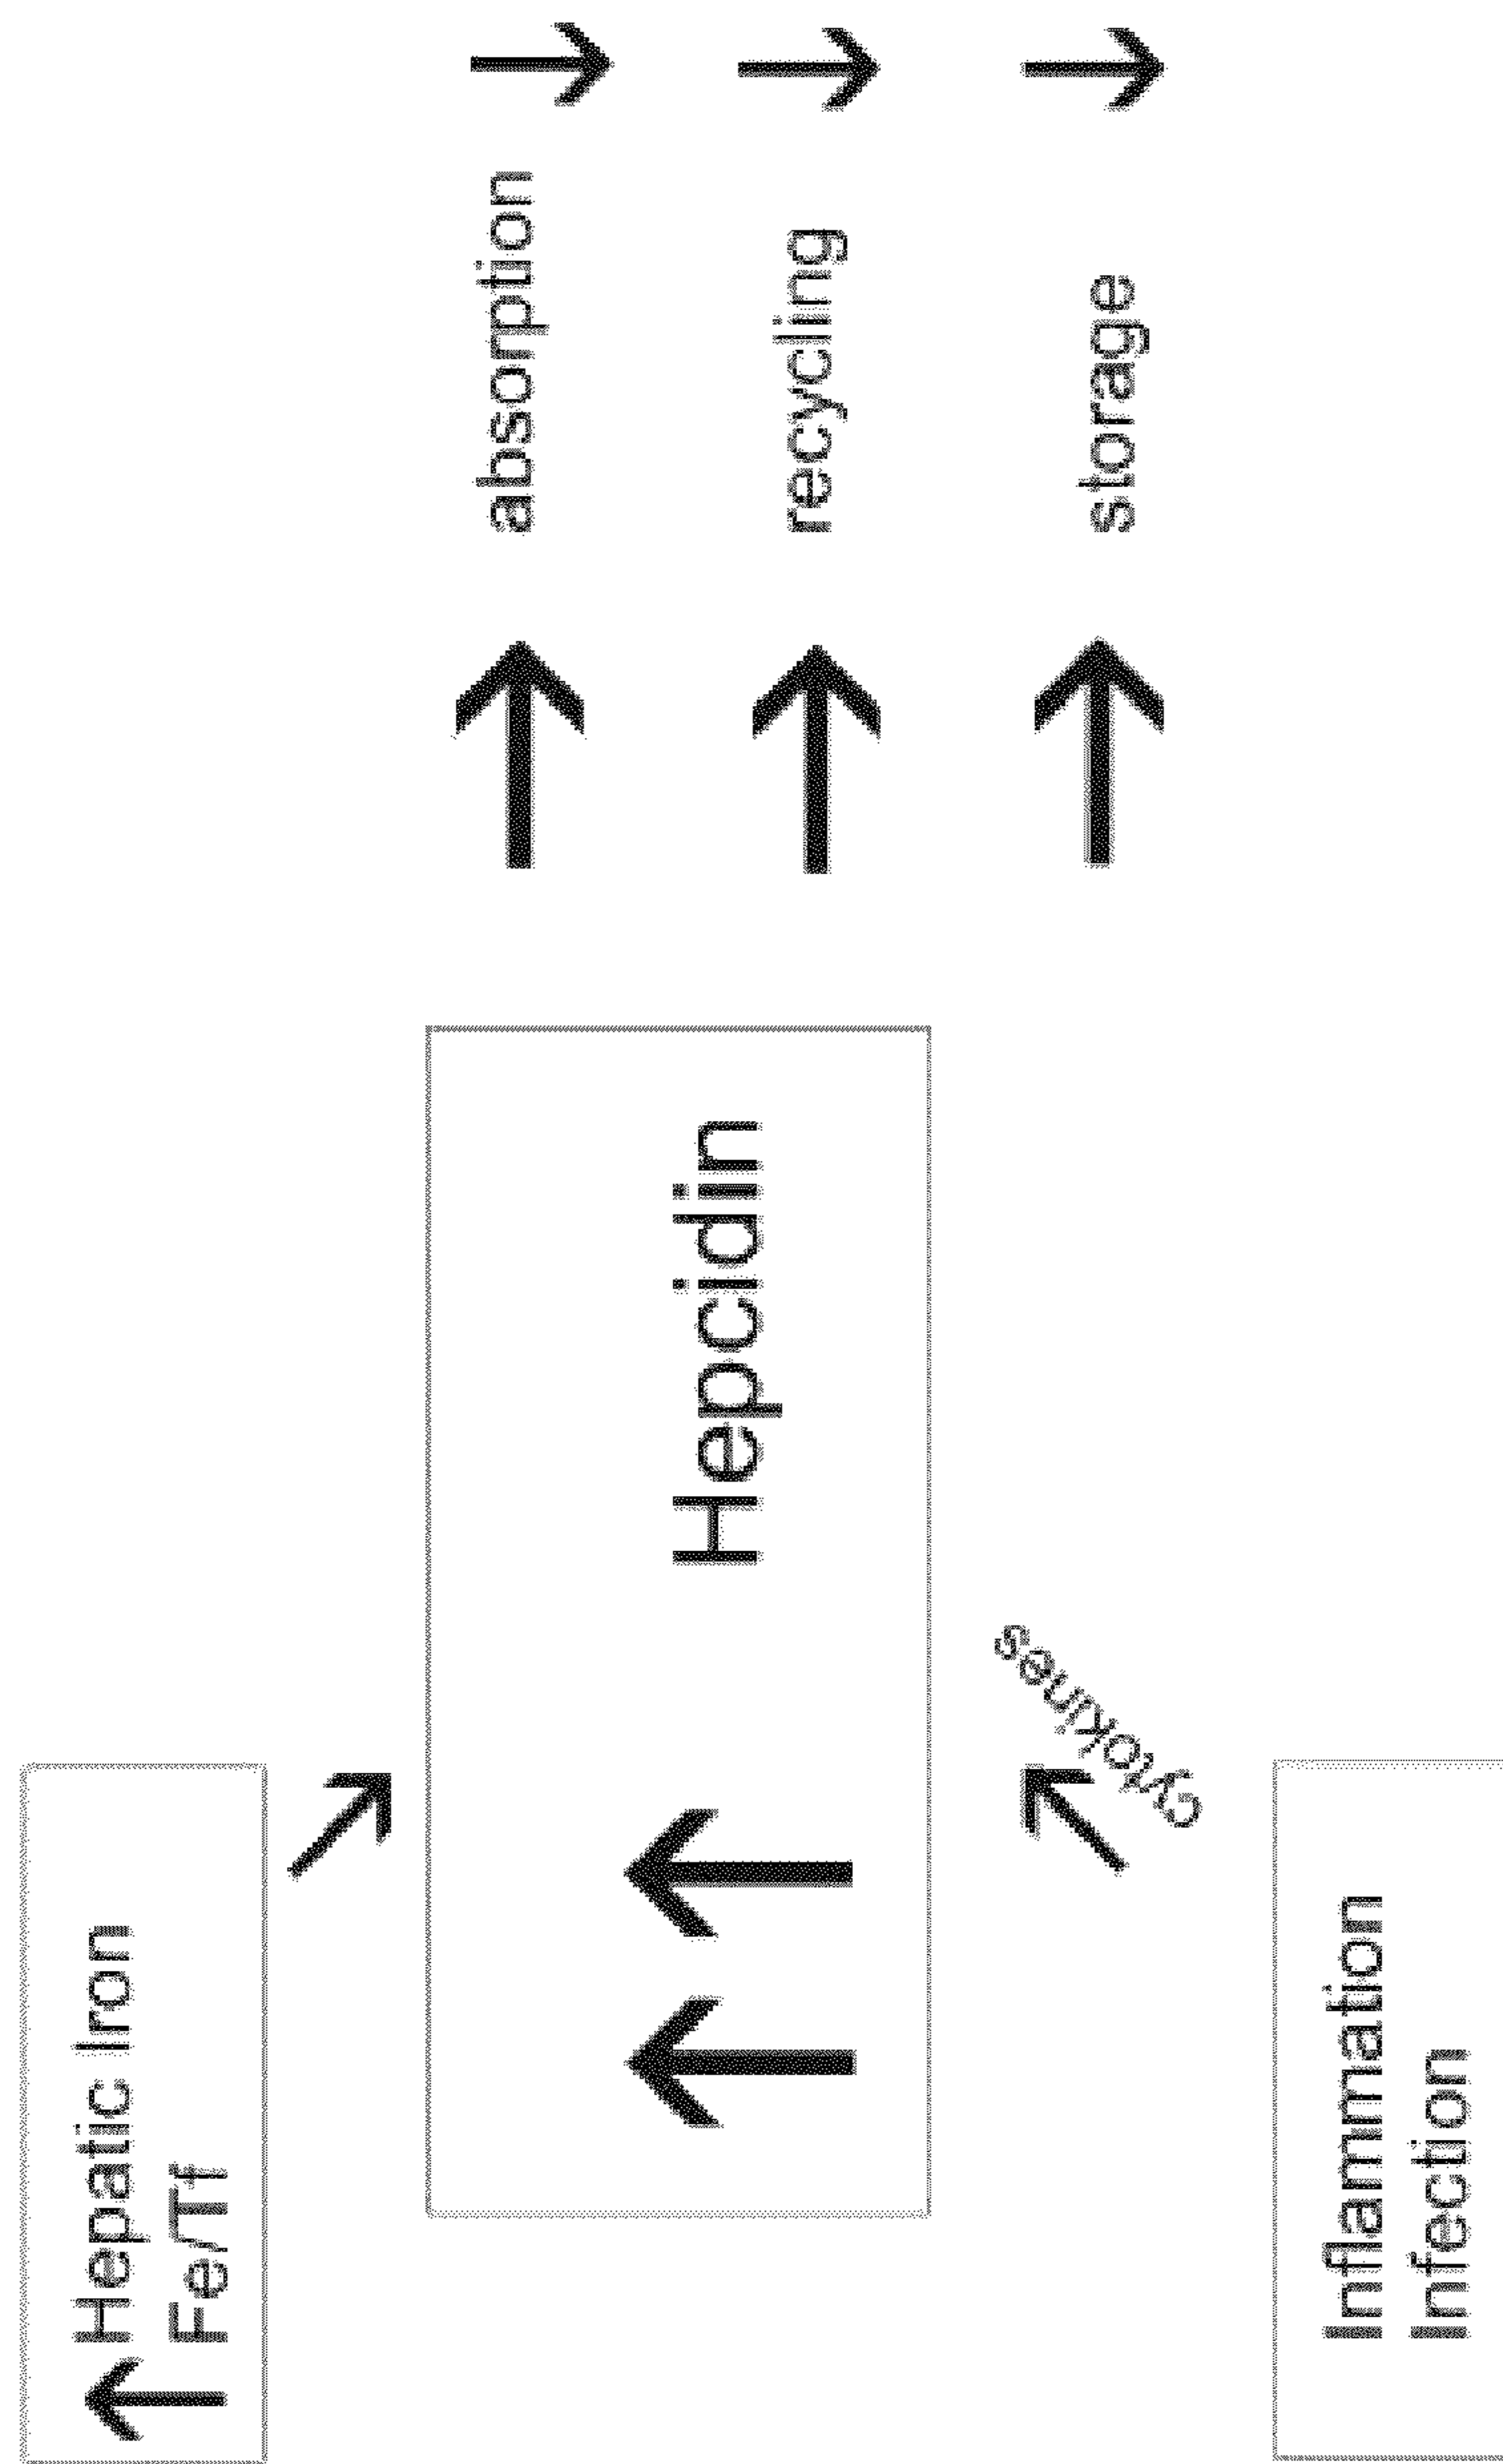 Hepatic Iron
Fe/Tf
Hepcidin
absorption
recycling
storage
Cytokines
Inflammation
Infection